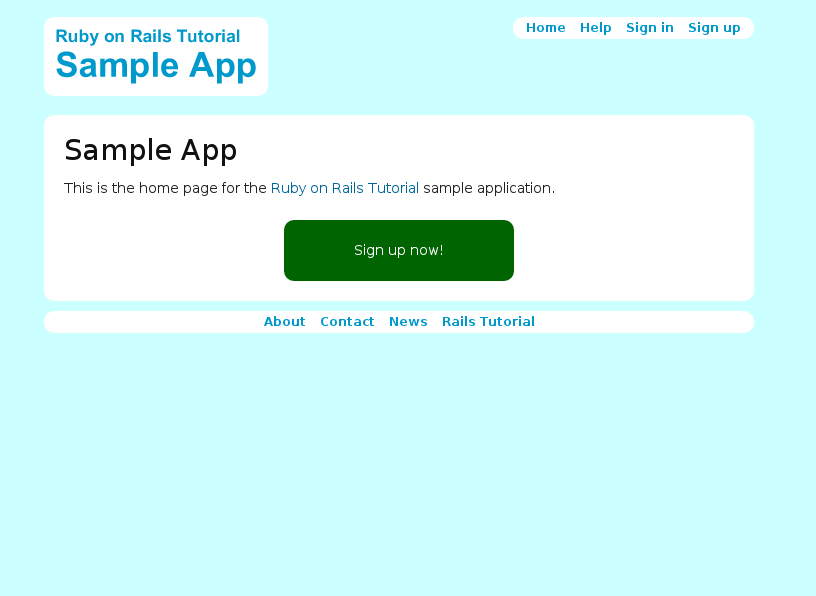 Ruby on Rails Tutorial
Sample App
Home Help Sign in Sign up
Sample App
This is the home page for the Ruby on Rails Tutorial sample application.
Sign up now!
About Contact News Rails Tutorial